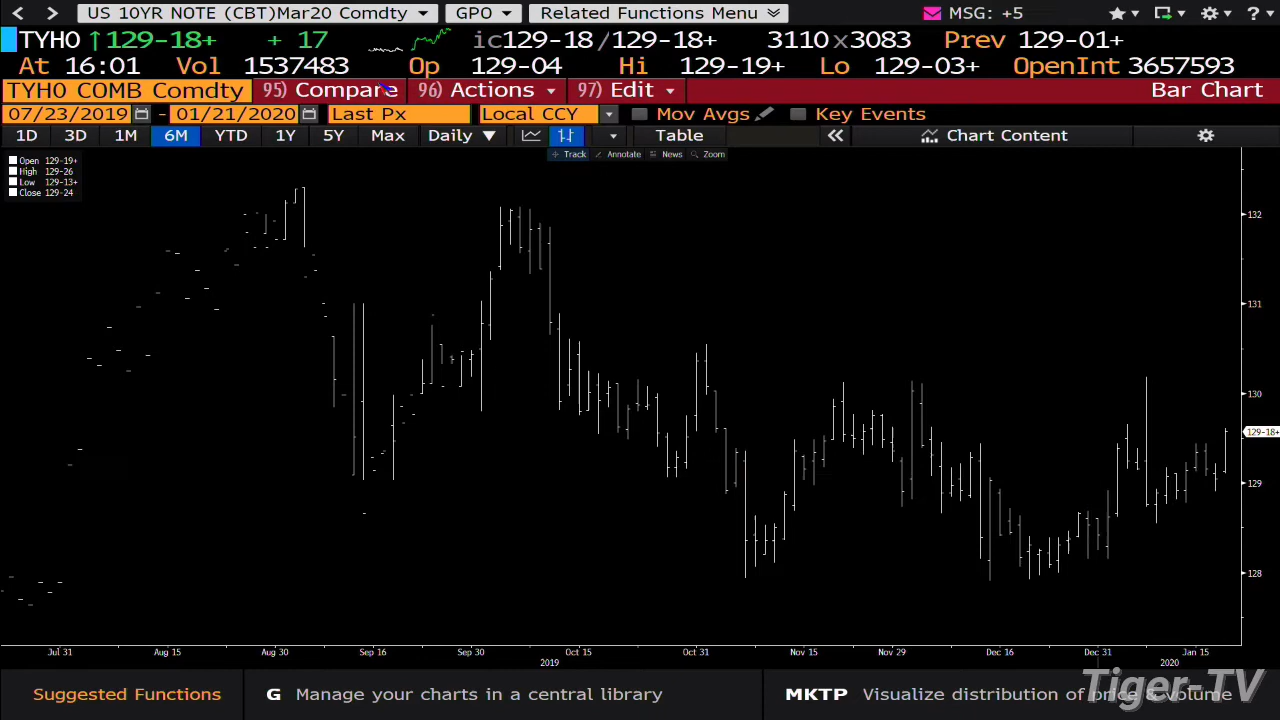 US 10YR NOTE (CBT)Mar20 Comdty GPO Related Functions Menu MSG: +5 ?
TYH0 ↑129-18+ + 17 ic129-18 /129-18+ 3110x3083 Prev 129-01+
At 16:01 Vol 1537483 Op 129-04 Hi 129-19+ Lo 129-03+ OpenInt 3657593
TYH0 COMB Comdty 95) Compare 96) Actions 97) Edit Bar Chart
07/23/2019 - 01/21/2020 Last Px Local CCY Mov Avgs Key Events
1D 3D 1M 6M YTD 1Y 5Y Max Daily Table Chart Content
Track Annotate News Zoom
Open 129-19+
High 129-26
Low 129-13+
Close 129-24
132
131
130
129-18+
129
128
Jul 31 Aug 15 Aug 30 Sep 16 Sep 30 Oct 15 Oct 31 Nov 15 Nov 29 Dec 16 Dec 31 Jan 15
2019 2020
Suggested Functions G Manage your charts in a central library MKTP Visualize distribution of price & volume
Tiger-TV